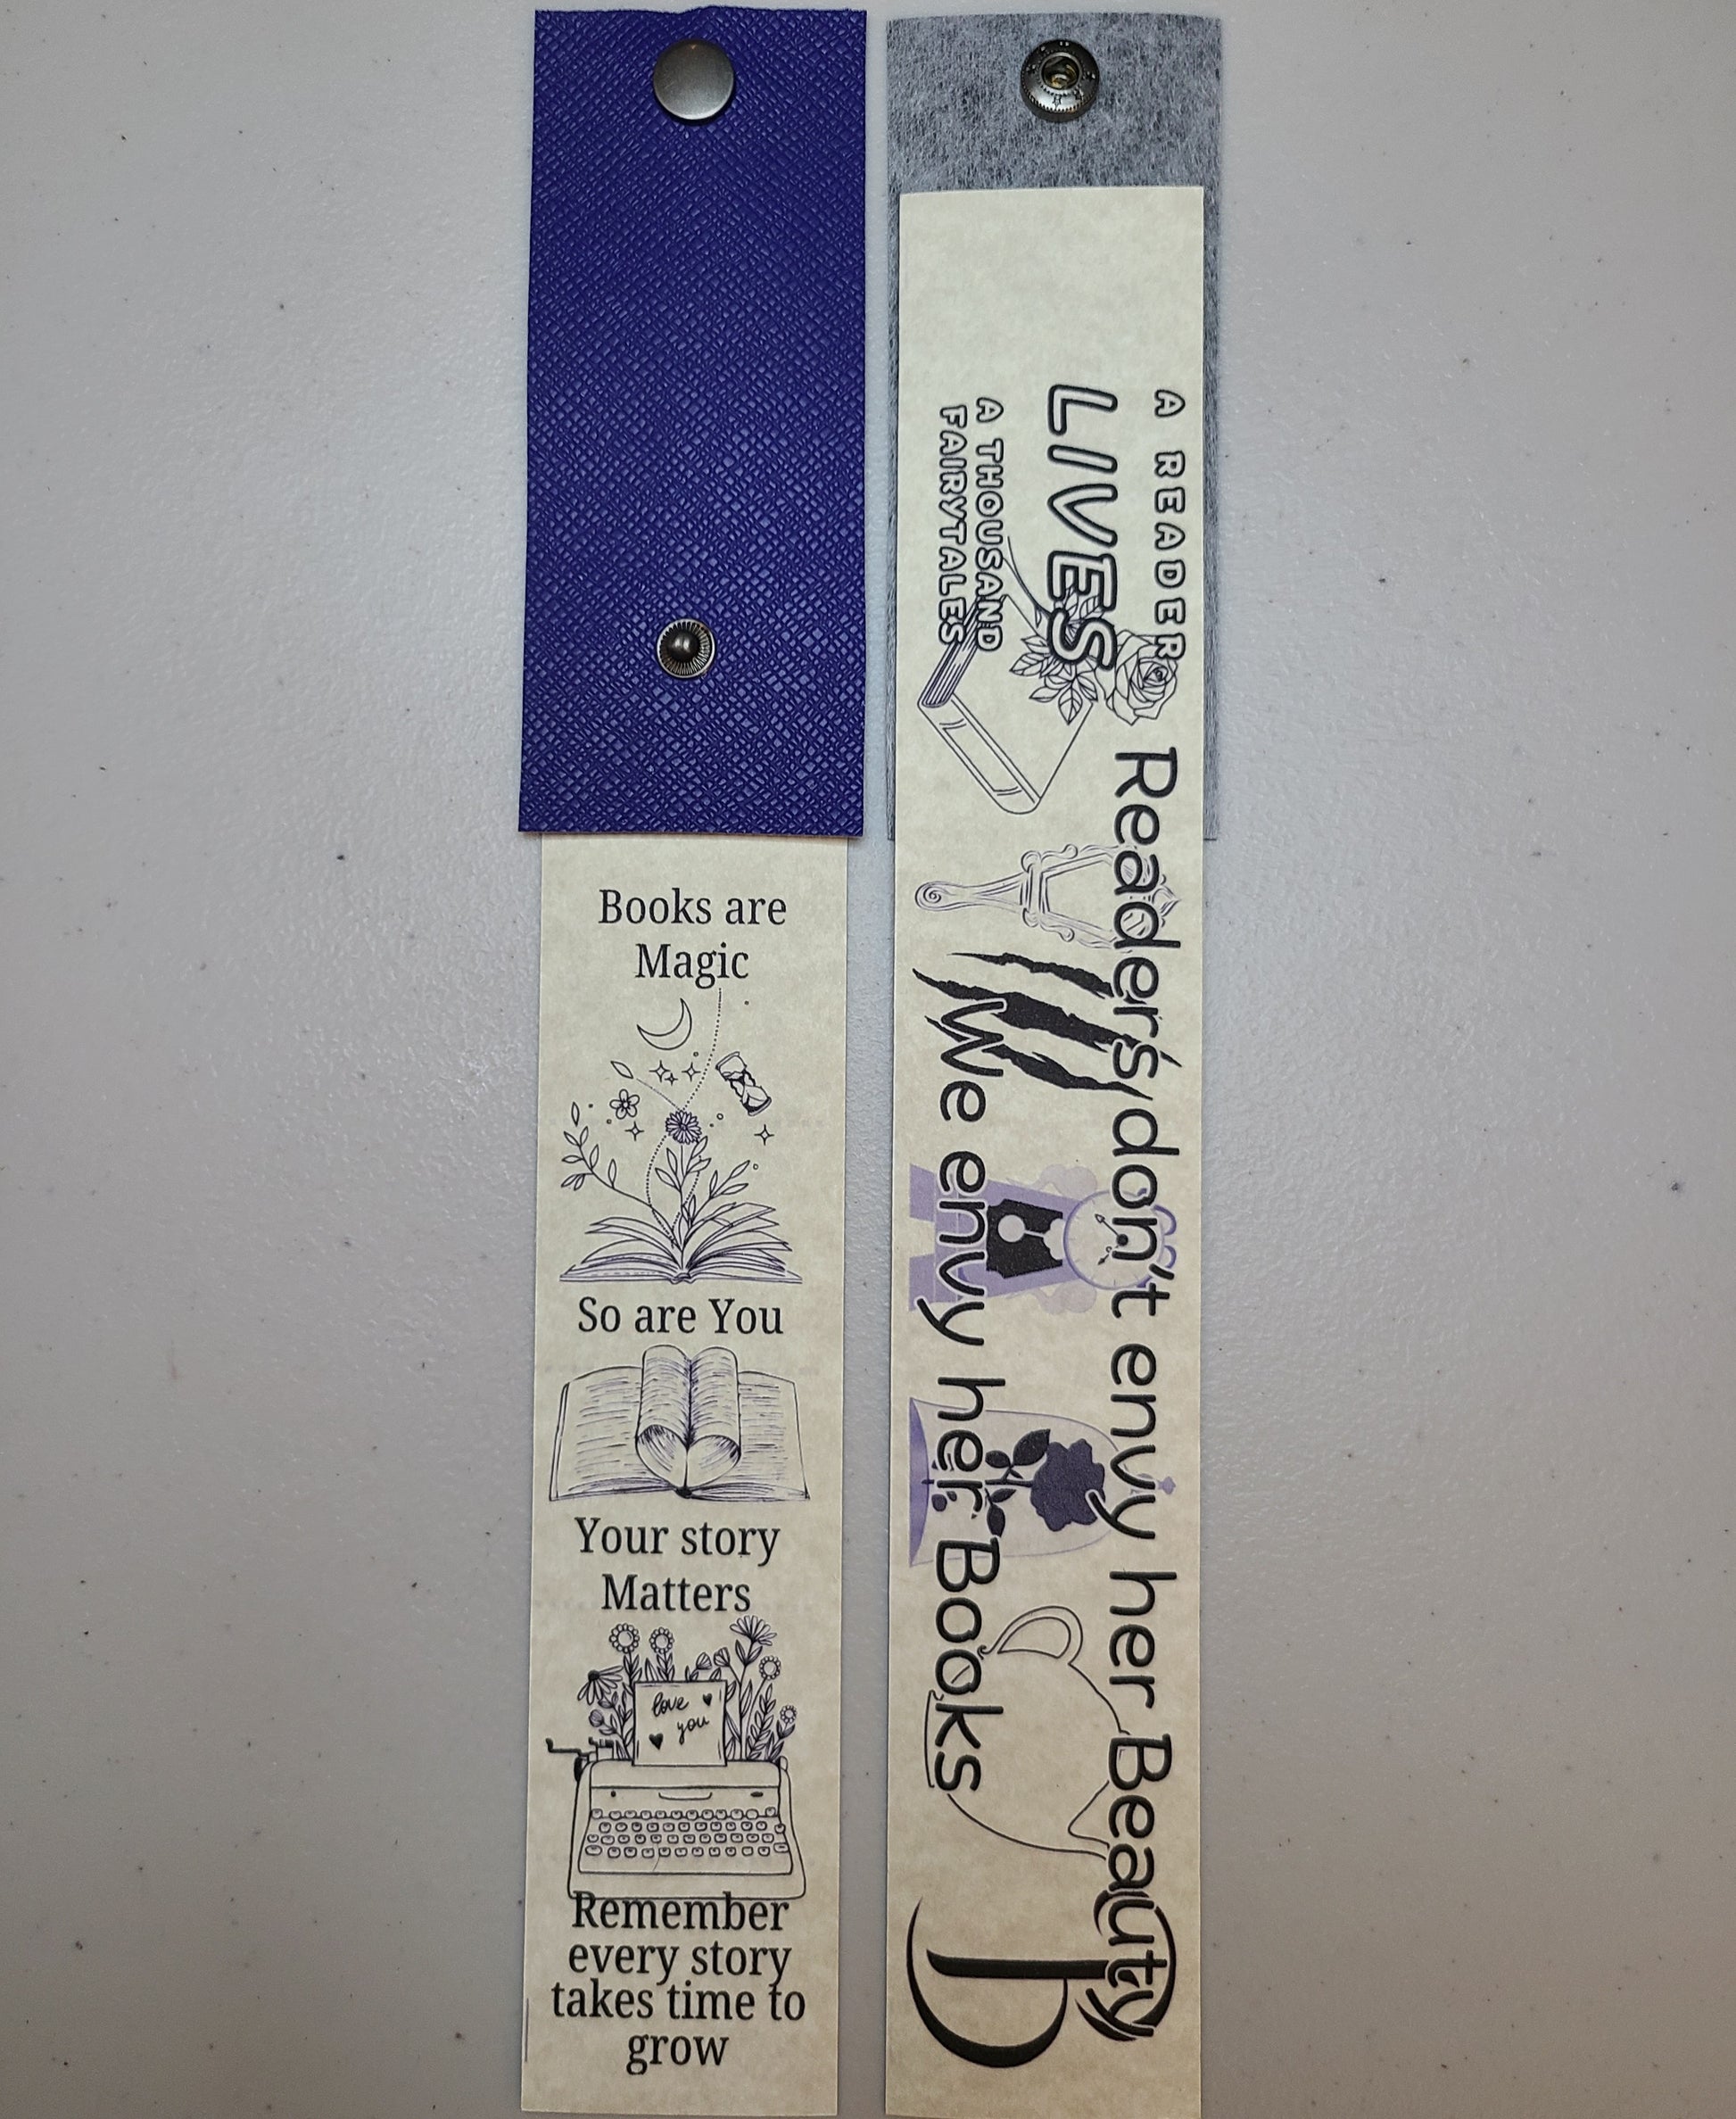 Books are
Magic
So are You
Your story
Matters
love
you
Remember
every story
takes time to
grow
A READER
LIVES
A THOUSAND
FAIRYTALES
Readers don't envy her Beauty
We envy her Books
B